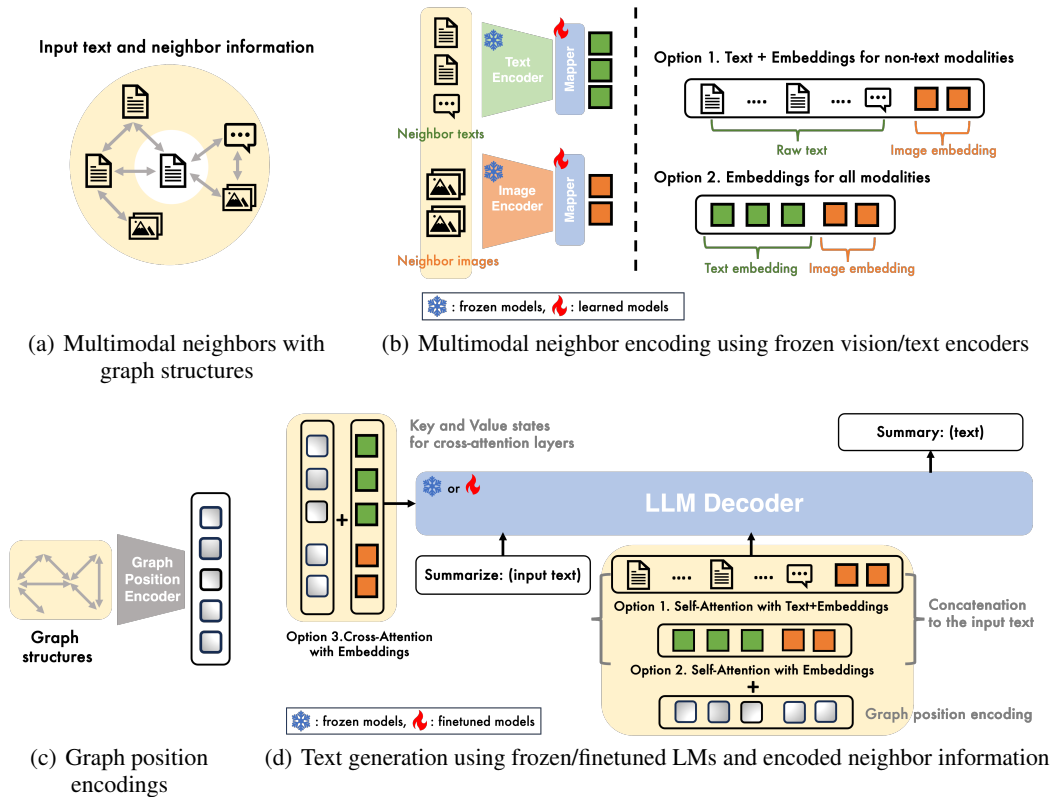 Input text and neighbor information
(a) Multimodal neighbors with
graph structures
Text
Encoder
Mapper
Neighbor texts
Image
Encoder
Mapper
Neighbor images
Option 1. Text + Embeddings for non-text modalities
.... ....
Raw text
Image embedding
Option 2. Embeddings for all modalities
Text embedding
Image embedding
: frozen models, : learned models
(b) Multimodal neighbor encoding using frozen vision/text encoders
Graph
Position
Encoder
Graph
structures
(c) Graph position
encodings
+
Option 3.Cross-Attention
with Embeddings
Key and Value states
for cross-attention layers
Summary: (text)
or
LLM Decoder
Summarize: (input text)
.... ....
Option 1. Self-Attention with Text+Embeddings
Option 2. Self-Attention with Embeddings
+
Concatenation
to the input text
Graph position encoding
: frozen models, : finetuned models
(d) Text generation using frozen/finetuned LMs and encoded neighbor information